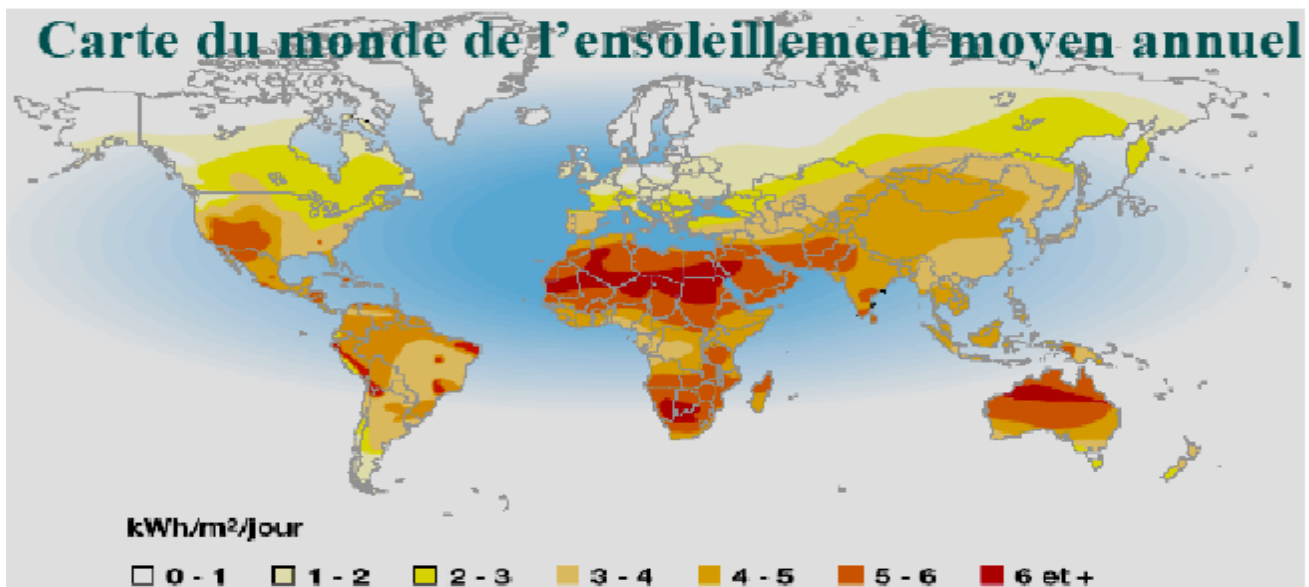 Carte du monde de l’ensoleillement moyen annuel
kWh/m²/jour
0 - 1 1 - 2 2 - 3 3 - 4 4 - 5 5 - 6 6 et +